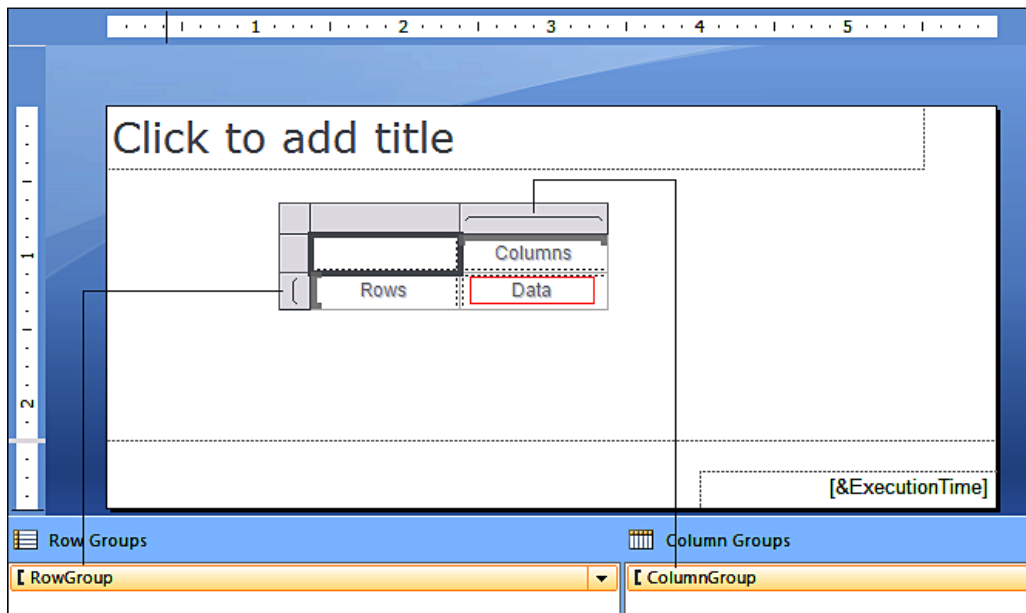 1 2 3 4 5
Click to add title
Columns
1
Rows Data
2
[&ExecutionTime]
Row Groups Column Groups
[ RowGroup [ ColumnGroup